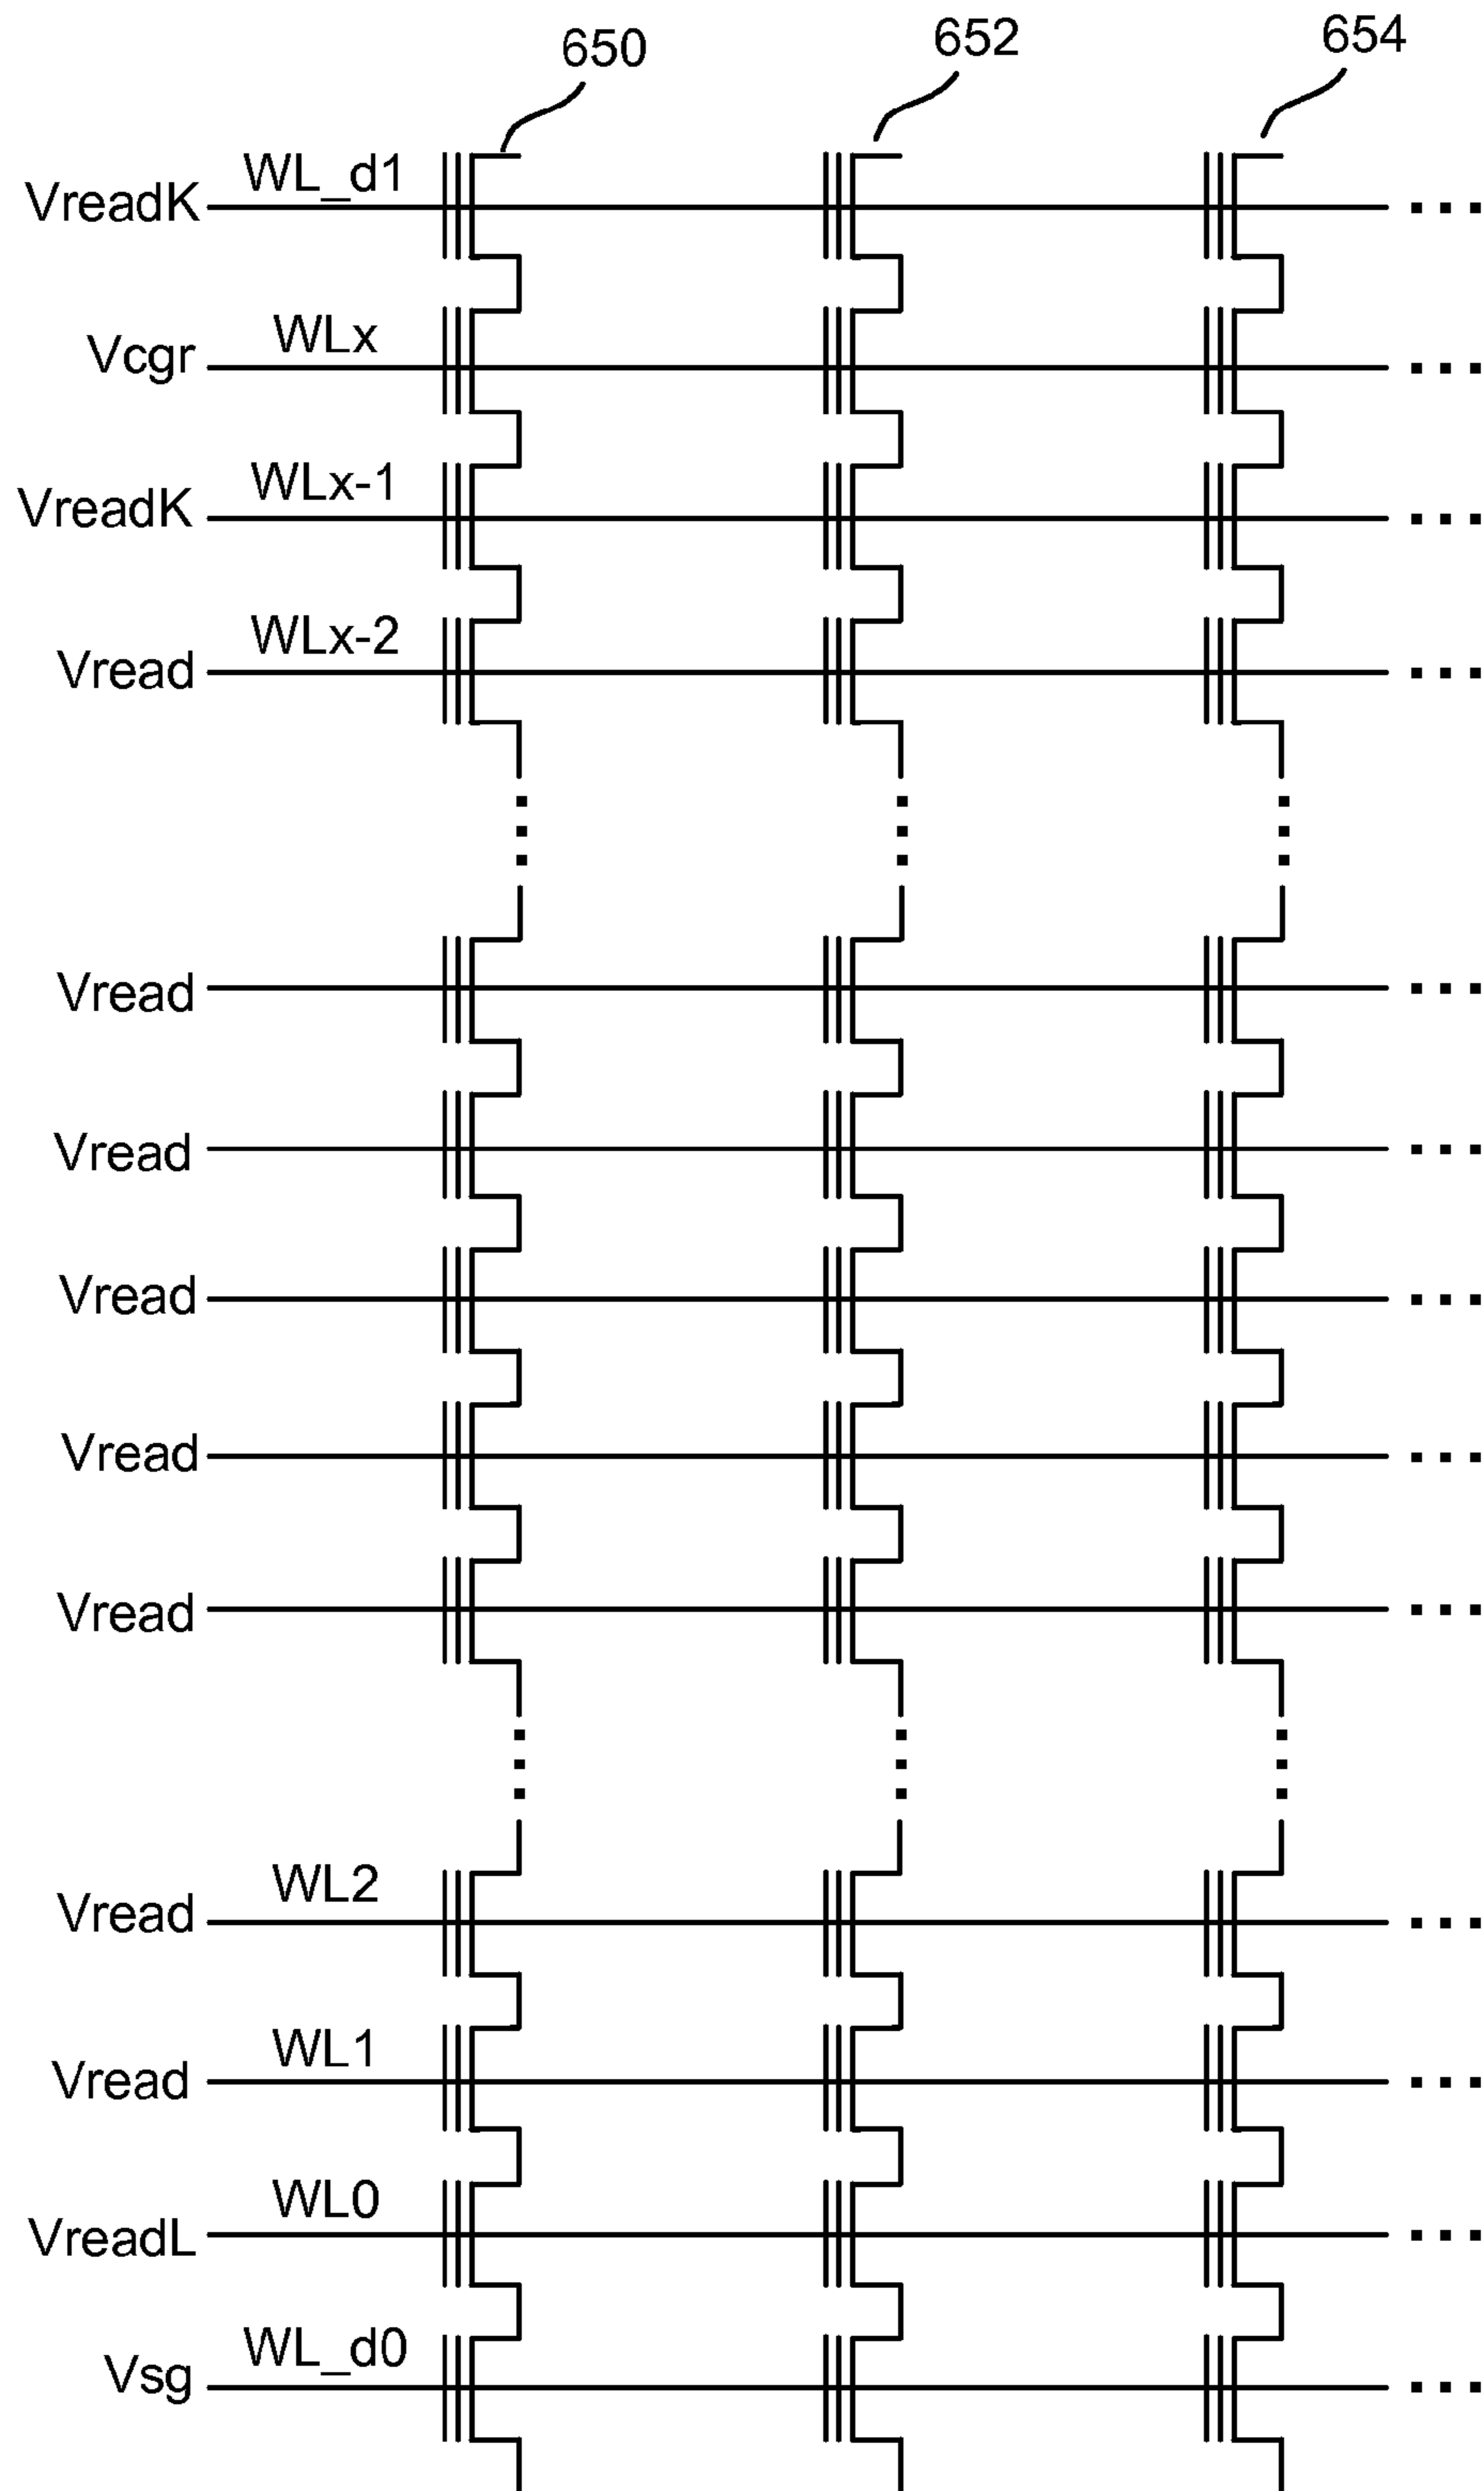 650 652 654
VreadK WL_d1
Vcgr WLx
VreadK WLx-1
Vread WLx-2
Vread
Vread
Vread
Vread
Vread
Vread WL2
Vread WL1
VreadL WL0
Vsg WL_d0